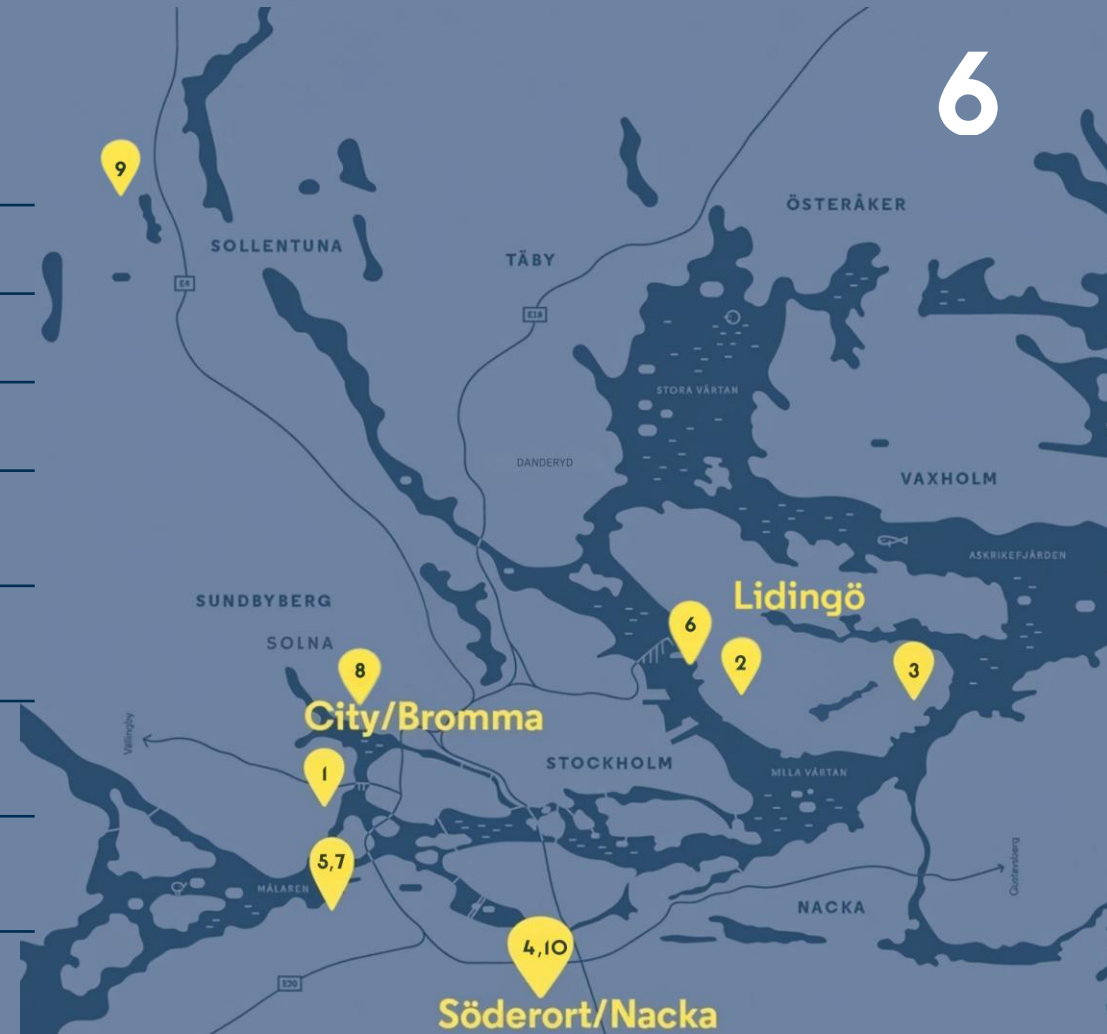 6
9
ÖSTERÅKER
SOLLENTUNA
TÄBY
E4
E18
STORA VÄRTAN
DANDERYD
VAXHOLM
ASKRIKEFJÄRDEN
Lidingö
SUNDBYBERG
6
SOLNA
2
3
8
City/Bromma
Vällingby
STOCKHOLM
1
LILLA VÄRTAN
5,7
MÄLAREN
Gustavsberg
NACKA
4,10
E20
Söderort/Nacka